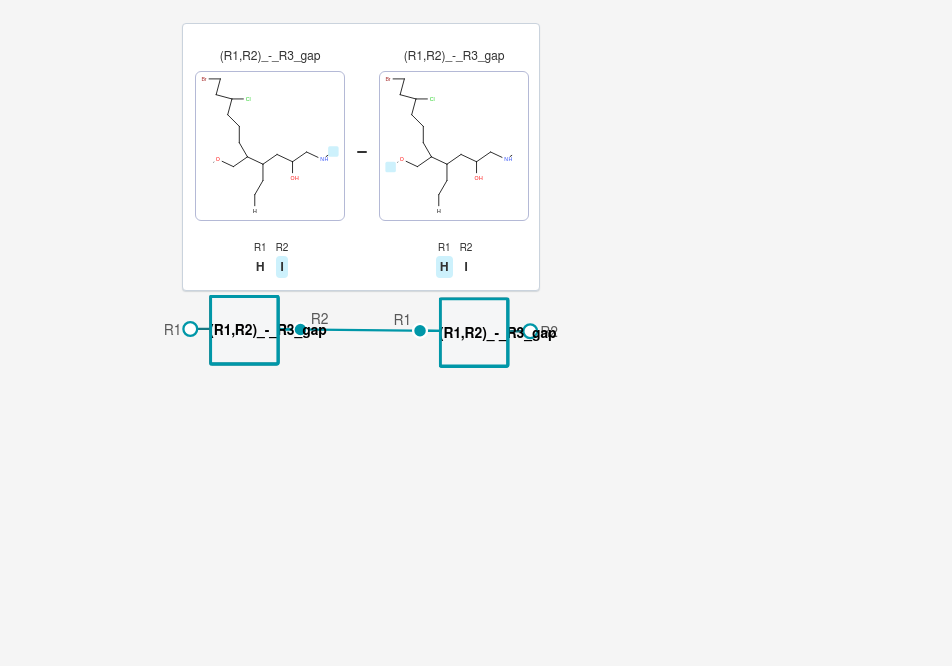 (R1,R2)_-_R3_gap (R1,R2)_-_R3_gap
Br Br
Cl Cl
O NH O NH
OH OH
H H
R1 R2 R1 R2
H I H I
R1 (R1,R2)_-_R3_gap R2 R1 (R1,R2)_-_R3_gap R2